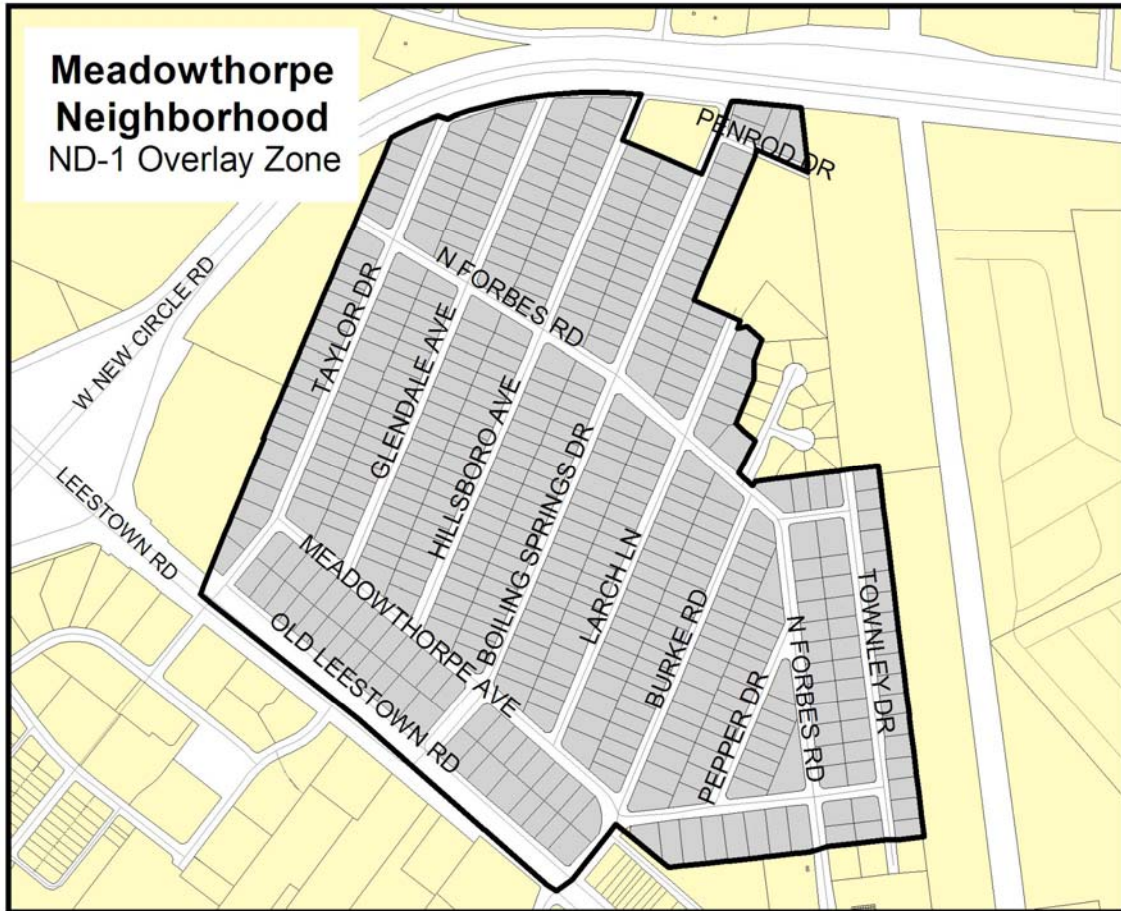 Meadowthorpe
Neighborhood
ND-1 Overlay Zone
PENROD DR
W NEW CIRCLE RD
N FORBES RD
TAYLOR DR
GLENDALE AVE
HILLSBORO AVE
BOILING SPRINGS DR
LEESTOWN RD
MEADOWTHORPE AVE
OLD LEESTOWN RD
LARCH LN
BURKE RD
PEPPER DR
N FORBES RD
TOWNLEY DR